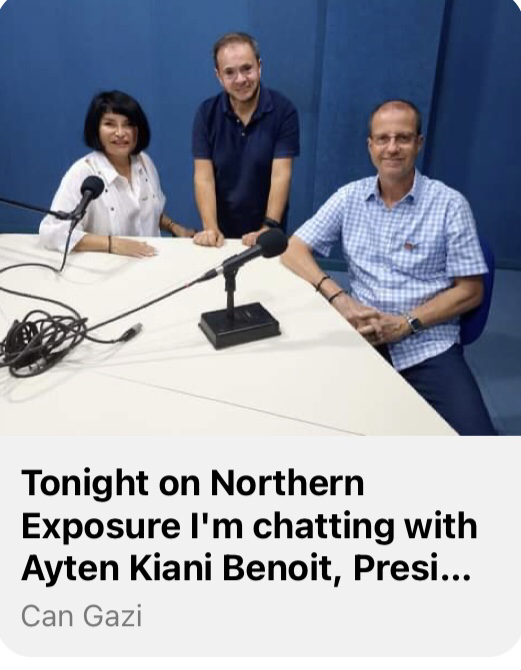 Tonight on Northern
Exposure I'm chatting with
Ayten Kiani Benoit, Presi...
Can Gazi